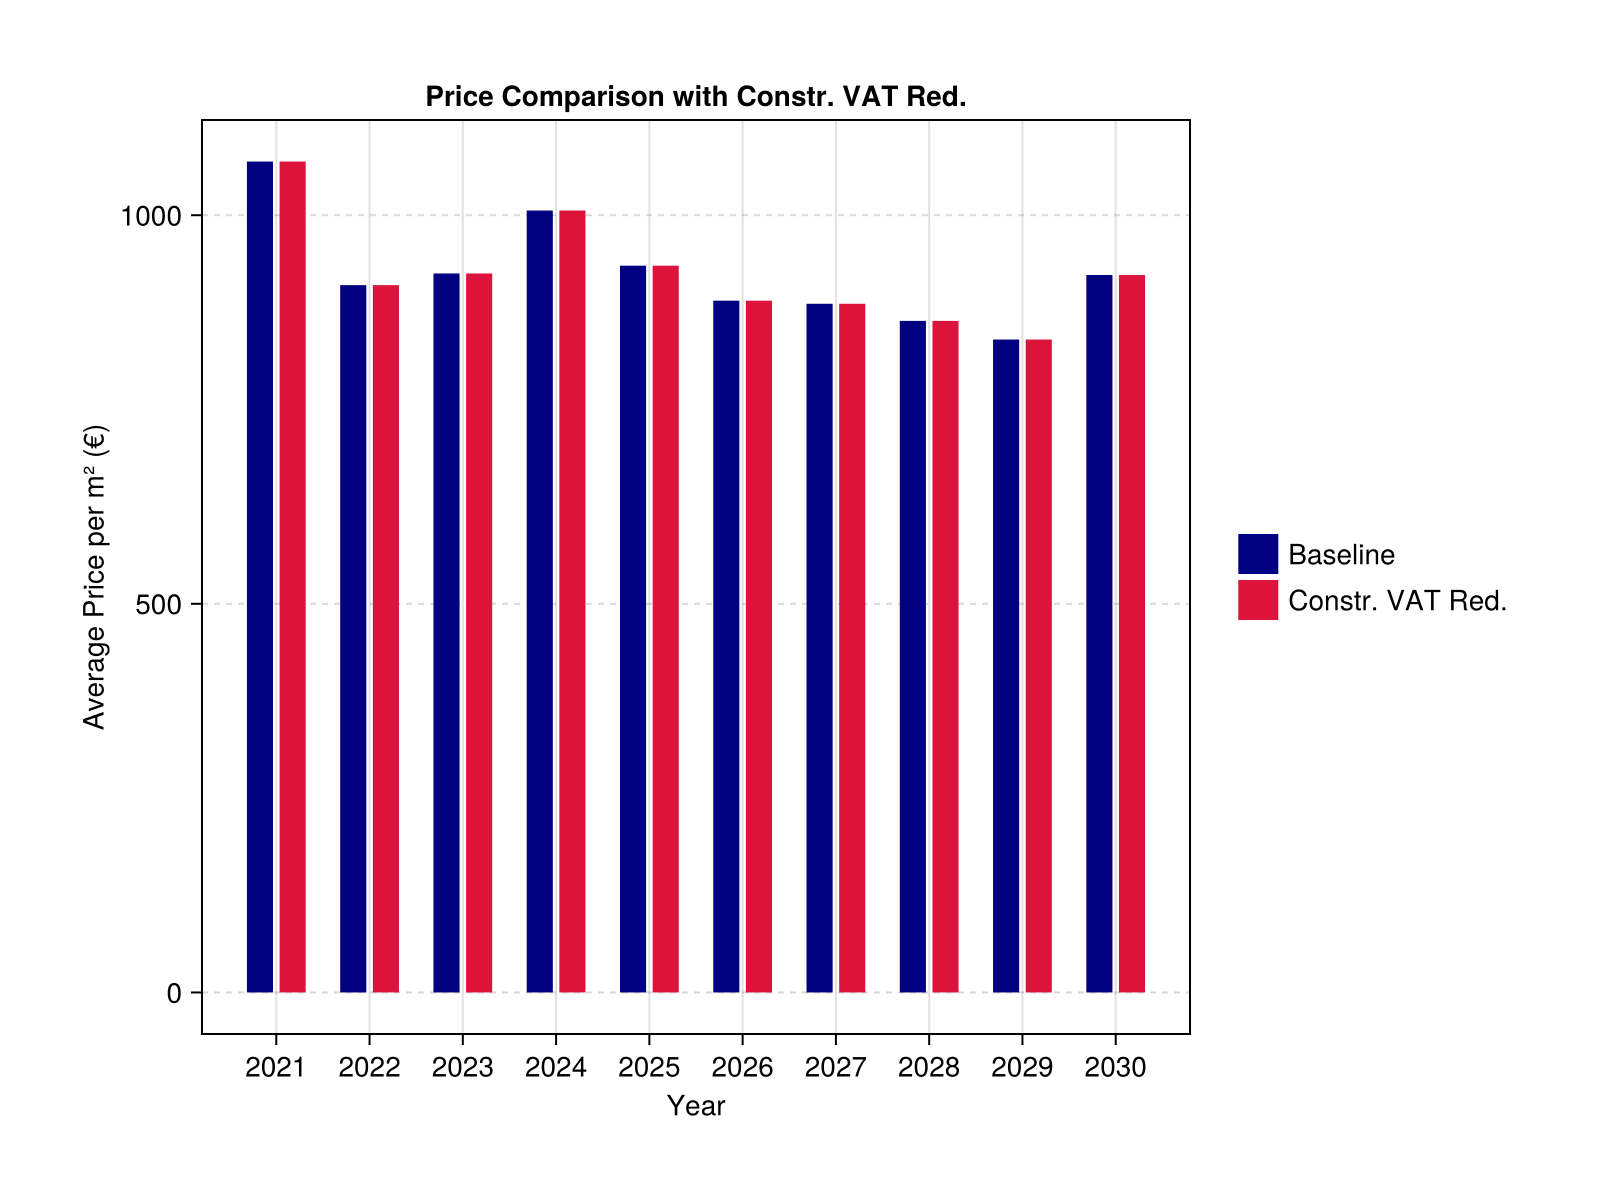 Price Comparison with Constr. VAT Red.
Average Price per m² (€)
1000
500
0
2021 2022 2023 2024 2025 2026 2027 2028 2029 2030
Year
Baseline
Constr. VAT Red.